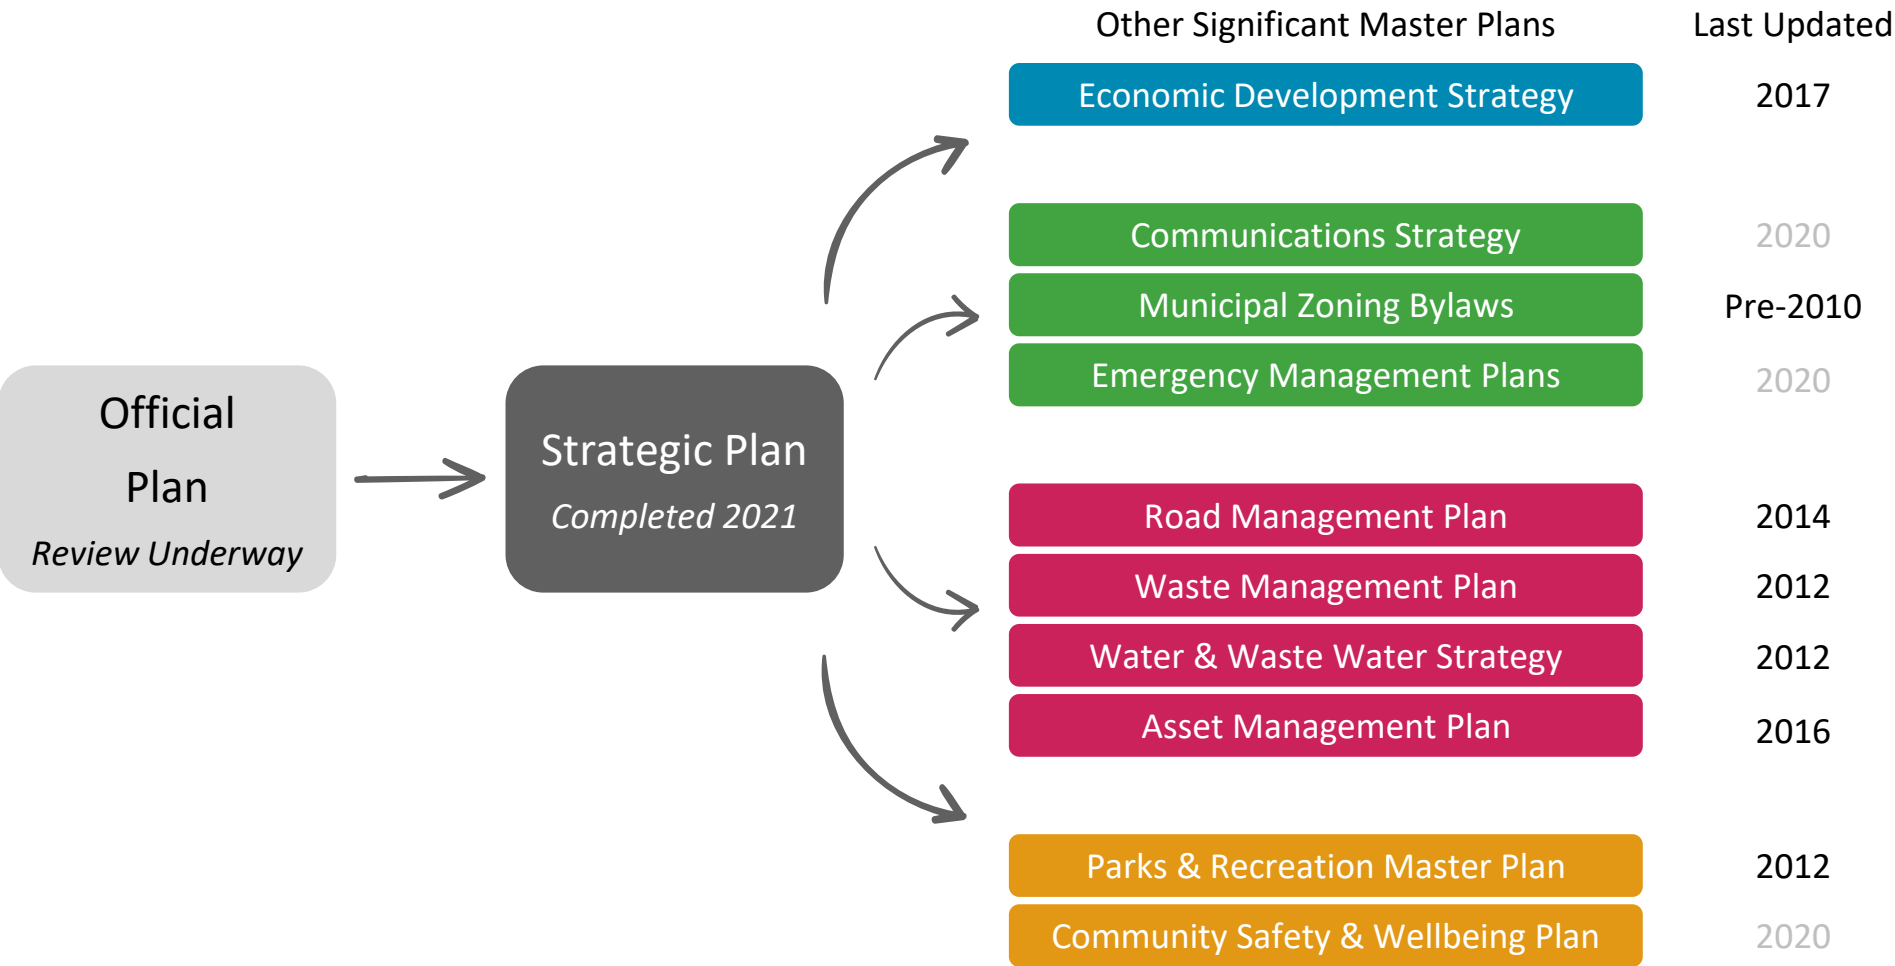 Other Significant Master Plans Last Updated
Economic Development Strategy 2017
Communications Strategy 2020
Municipal Zoning Bylaws Pre-2010
Emergency Management Plans 2020
Official
Plan
Review Underway
Strategic Plan
Completed 2021
Road Management Plan 2014
Waste Management Plan 2012
Water & Waste Water Strategy 2012
Asset Management Plan 2016
Parks & Recreation Master Plan 2012
Community Safety & Wellbeing Plan 2020